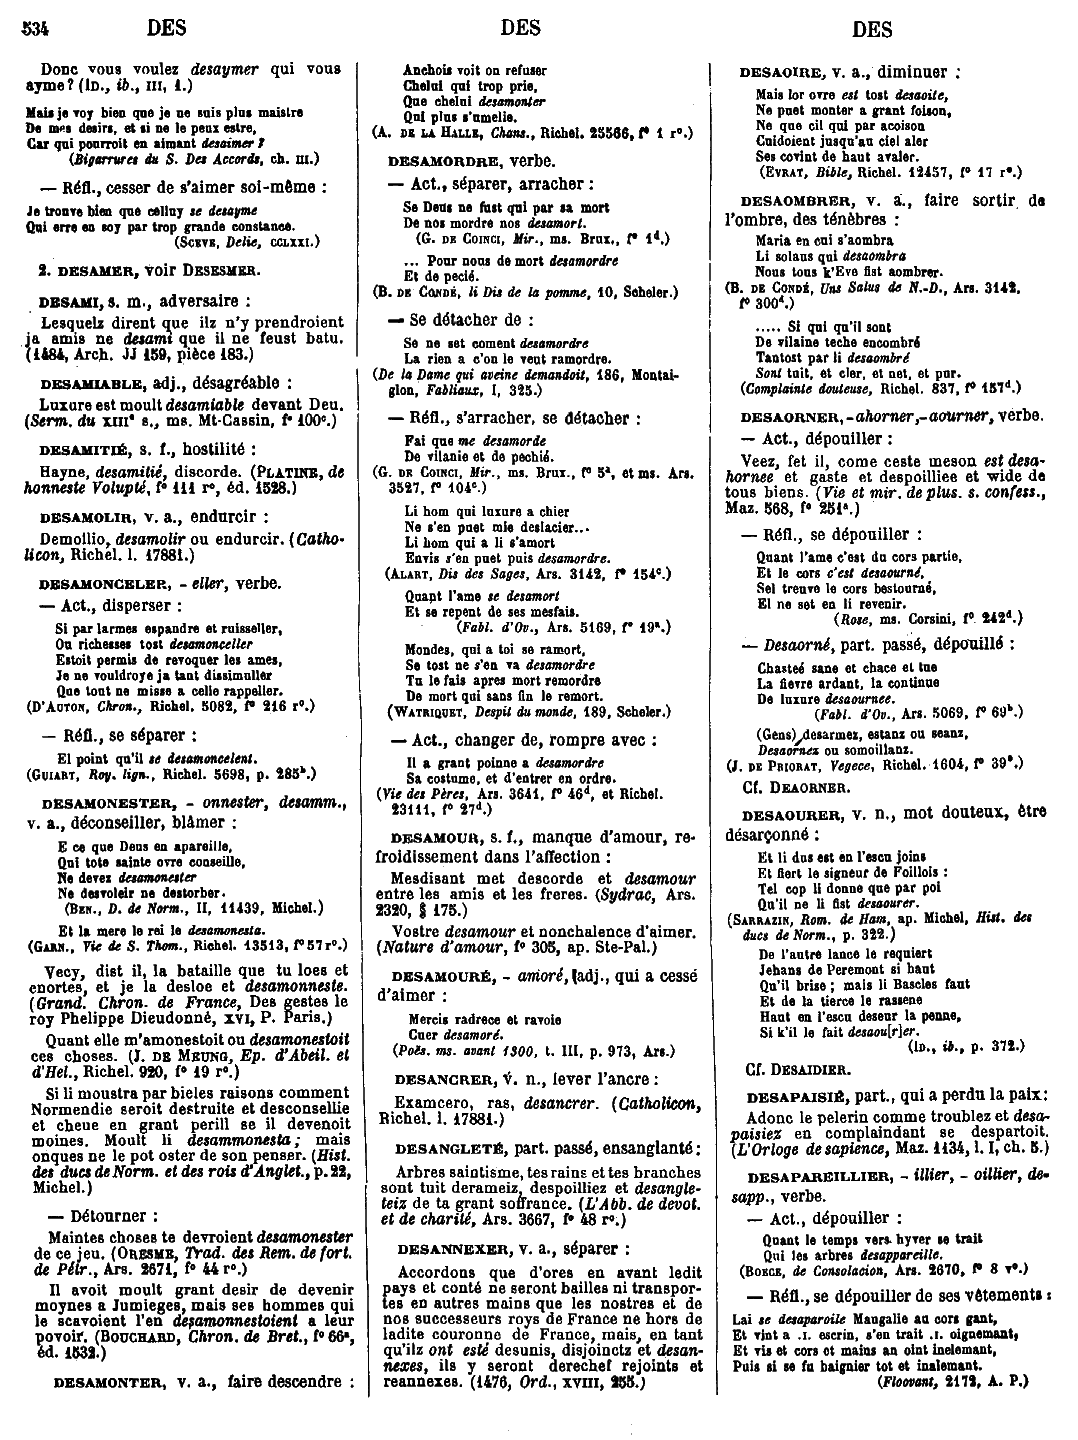 534 DES DES DES
Donc vous voulez desaymer qui vous
ayme? (ID., ib., III, 1.)
Mais je voy bien que je ne suis plus maistre
De mes desirs, et si ne le peux estre,
Car qui pourroit en aimant desaimer?
(Bigarrures du S. Des Accords, ch. III.)
— Réfl., cesser de s'aimer soi-même :
Je trouve bien que celluy se desayme
Qui erre en soy par trop grande constance.
(SCEVE, Delie, CCLXXI.)
2. DESAMER, voir DESESMER.
DESAMI, s. m., adversaire :
Lesquelz dirent que ilz n'y prendroient
ja amis ne desami que il ne feust batu.
(1484, Arch. JJ 159, pièce 183.)
DESAMIABLE, adj., désagréable :
Luxure est moult desamiable devant Deu.
(Serm. du XIIIe s., ms. Mt-Cassin, f° 100c.)
DESAMITIÉ, s. f., hostilité :
Hayne, desamitié, discorde. (PLATINE, de
honneste Volupté, f° 111 r°, éd. 1528.)
DESAMOLIR, v. a., endurcir :
Demollio, desamolir ou endurcir. (Catho-
licon, Richel. l. 17881.)
DESAMONCELER, - eller, verbe.
— Act., disperser :
Si par larmes espandre et ruisseller,
Ou richesses tost desamonceller
Estoit permis de revoquer les ames,
Je ne vouldroye ja tant dissimuller
Que tout ne misse a celle rappeller.
(D'AUTON, Chron., Richel. 5082, f° 216 r°.)
— Réfl., se séparer :
El point qu'il se desamoncelent.
(GUIART, Roy. lign., Richel. 5698, p. 285b.)
DESAMONESTER, - onnester, desamm.,
v. a., déconseiller, blâmer :
E ce que Deus en apareille,
Qui tote sainte ovre conseille,
Ne devez desamonester
Ne desvoleir ne destorber.
(BEN., D. de Norm., II, 11439, Michel.)
Et la mere le rei le desamonesta.
(GARN., Vie de S. Thom., Richel. 13513, f° 57 r°.)
Vecy, dist il, la bataille que tu loes et
enortes, et je la desloe et desamonneste.
(Grand. Chron. de France, Des gestes le
roy Phelippe Dieudonné, XVI, P. Paris.)
Quant elle m'amonestoit ou desamonestoit
ces choses. (J. DE MEUNG, Ep. d'Abeil. et
d'Hel., Richel. 920, f° 19 r°.)
Si li moustra par bieles raisons comment
Normendie seroit destruite et desconsellie
et cheue en grant perill se il devenoit
moines. Moult li desammonesta; mais
onques ne le pot oster de son penser. (Hist.
des ducs de Norm. et des rois d'Anglet., p. 22,
Michel.)
— Détourner :
Maintes choses te devroient desamonester
de ce jeu. (ORESME, Trad. des Rem. de fort.
de Pétr., Ars. 2671, f° 44 r°.)
Il avoit moult grant desir de devenir
moynes a Jumieges, mais ses hommes qui
le scavoient l'en desamonnestoient a leur
povoir. (BOUCHARD, Chron. de Bret., f° 66a,
éd. 1532.)
DESAMONTER, v. a., faire descendre :
Anchois voit on refuser
Chelui qui trop prie,
Que chelui desamonter
Qui plus s'umelie.
(A. DE LA HALLE, Chans., Richel. 25566, f° 1 r°.)
DESAMORDRE, verbe.
— Act., séparer, arracher :
Se Deus ne fust qui par sa mort
De nos mordre nos desamort.
(G. DE COINCI, Mir., ms. Brux., f° 1d.)
... Pour nous de mort desamordre
Et de pecié.
(B. DE CONDÉ, li Dis de la pomme, 10, Scheler.)
— Se détacher de :
Se ne set coment desamordre
La rien a c'on le veut ramordre.
(De la Dame qui aveine demandoit, 186, Montai-
glon, Fabliaux, I, 325.)
— Réfl., s'arracher, se détacher :
Fai que me desamorde
De vilanie et de pechié.
(G. DE COINCI, Mir., ms. Brux., f° 5a, et ms. Ars.
3527, f° 104c.)
Li hom qui luxure a chier
Ne s'en puet mie deslacier...
Li hom qui a li s'amort
Envis s'en puet puis desamordre.
(ALART, Dis des Sages, Ars. 3142, f° 154c.)
Quant l'ame se desamort
Et se repent de ses mesfais.
(Fabl. d'Ov., Ars. 5169, f° 19a.)
Mondes, qui a toi se ramort,
Se tost ne s'en va desamordre
Tu le fais apres mort remordre
De mort qui sans fin le remort.
(WATRIQUET, Despit du monde, 189, Scheler.)
— Act., changer de, rompre avec :
Il a grant poinne a desamordre
Sa costume, et d'entrer en ordre.
(Vie des Pères, Ars. 3641, f° 46d, et Richel.
23111, f° 27d.)
DESAMOUR, s. f., manque d'amour, re-
froidissement dans l'affection :
Mesdisant met descorde et desamour
entre les amis et les freres. (Sydrac, Ars.
2320, § 175.)
Vostre desamour et nonchalence d'aimer.
(Nature d'amour, f° 305, ap. Ste-Pal.)
DESAMOURÉ, - amoré, adj., qui a cessé
d'aimer :
Mercis radrece et ravoie
Cuer desamoré.
(Poës. ms. avant 1300, t. III, p. 973, Ars.)
DESANCRER, v. n., lever l'ancre :
Examcero, ras, desancrer. (Catholicon,
Richel. l. 17881.)
DESANGLETÉ, part. passé, ensanglanté :
Arbres saintisme, tes rains et tes branches
sont tuit derameiz, despoilliez et desangle-
teiz de ta grant soffrance. (L'Abb. de devot.
et de charité, Ars. 3667, f° 48 r°.)
DESANNEXER, v. a., séparer :
Accordons que d'ores en avant ledit
pays et conté ne seront bailles ni transpor-
tes en autres mains que les nostres et de
nos successeurs roys de France ne hors de
ladite couronne de France, mais, en tant
qu'ilz ont esté desunis, disjoinctz et desan-
nexes, ils y seront derechef rejoints et
reannexes. (1476, Ord., XVIII, 255.)
DESAOIRE, v. a., diminuer :
Mais lor ovre est tost desaoite,
Ne puet monter a grant foison,
Ne que cil qui par acoison
Cuidoient jusqu'au ciel aler
Ses covint de haut avaler.
(EVRAT, Bible, Richel. 12457, f° 17 r°.)
DESAOMBRER, v. a., faire sortir de
l'ombre, des ténèbres :
Maria en cui s'aombra
Li solaus qui desaombra
Nous tous k'Eve fist aombrer.
(B. DE CONDÉ, Uns Salus de N.-D., Ars. 3142,
f° 300d.)
..... Si qui qu'il sont
De vilaine teche encombré
Tantost par li desaombré
Sont tuit, et cler, et net, et pur.
(Complainte douteuse, Richel. 837, f° 157d.)
DESAORNER, -ahorner,-aourner, verbe.
— Act., dépouiller :
Veez, fet il, come ceste meson est desa-
hornee et gaste et despoilliee et wide de
tous biens. (Vie et mir. de plus. s. confess.,
Maz. 568, f° 251a.)
— Réfl., se dépouiller :
Quant l'ame c'est du cors partie,
Et le cors c'est desaourné,
Sel treuve le cors bestourné,
El ne set en li revenir.
(Rose, ms. Corsini, f° 242d.)
— Desaorné, part. passé, dépouillé :
Chasteé sane et chace et tue
La fievre ardant, la continue
De luxure desaournee.
(Fabl. d'Ov., Ars. 5069, f° 69b.)
(Gens) desarmez, estanz ou seanz,
Desaornez ou somoillanz.
(J. DE PRIORAT, Vegece, Richel. 1604, f° 39b.)
Cf. DEAORNER.
DESAOURER, v. n., mot douteux, être
désarçonné :
Et li dus est en l'escu joins
Et fiert le signeur de Foillois :
Tel cop li donne que par poi
Qu'il ne li fist desaourer.
(SARRAZIN, Rom. de Ham, ap. Michel, Hist. des
ducs de Norm., p. 322.)
De l'autre lance le requiert
Jehans de Peremont si haut
Qu'il brise; mais li Bascles faut
Et de la tierce le rassene
Haut en l'escu deseur la penne,
Si k'il le fait desaou[r]er.
(ID., ib., p. 372.)
Cf. DESAIDIER.
DESAPAISIÉ, part., qui a perdu la paix :
Adonc le pelerin comme troublez et desa-
paisiez en complaindant se despartoit.
(L'Orloge de sapience, Maz. 1134, l. I, ch. 5.)
DESAPAREILLIER, - illier, - oillier, de-
sapp., verbe.
— Act., dépouiller :
Quant le temps vers hyver se trait
Qui les arbres desappareille.
(BOECE, de Consolacion, Ars. 2670, f° 8 v°.)
— Réfl., se dépouiller de ses vêtements :
Lai se desaparoile Maugalie au cors gant,
Et vint a .I. escrin, s'en trait .I. oignemant,
Et vis et cors et mains an oint inelemant,
Puis si se fu baignier tot et inalemant.
(Floovant, 2172, A. P.)